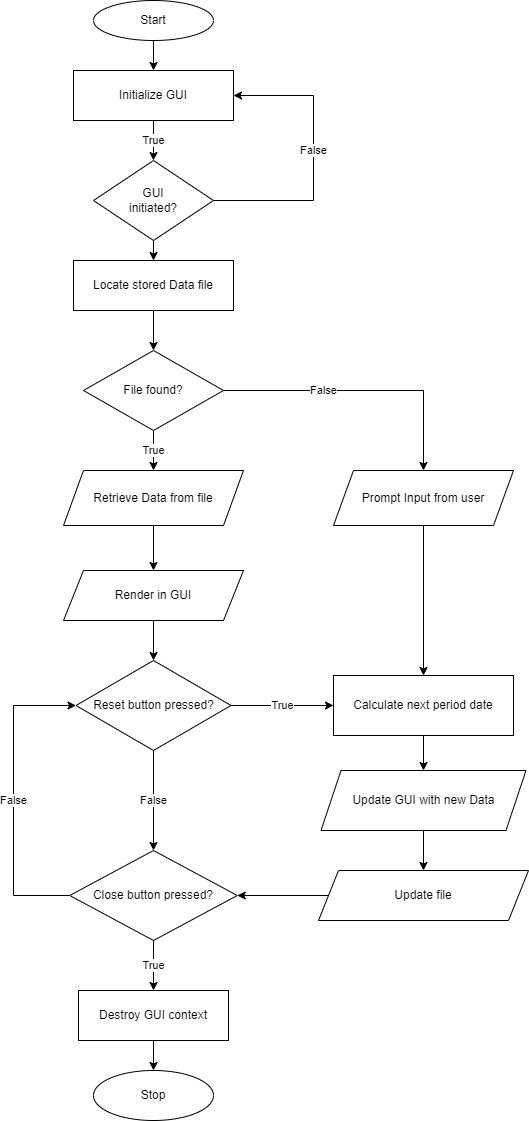 Start
Initialize GUI
True
False
GUI
initiated?
Locate stored Data file
File found?
False
True
Retrieve Data from file
Prompt Input from user
Render in GUI
Reset button pressed?
True
Calculate next period date
False
False
Update GUI with new Data
Close button pressed?
Update file
True
Destroy GUI context
Stop